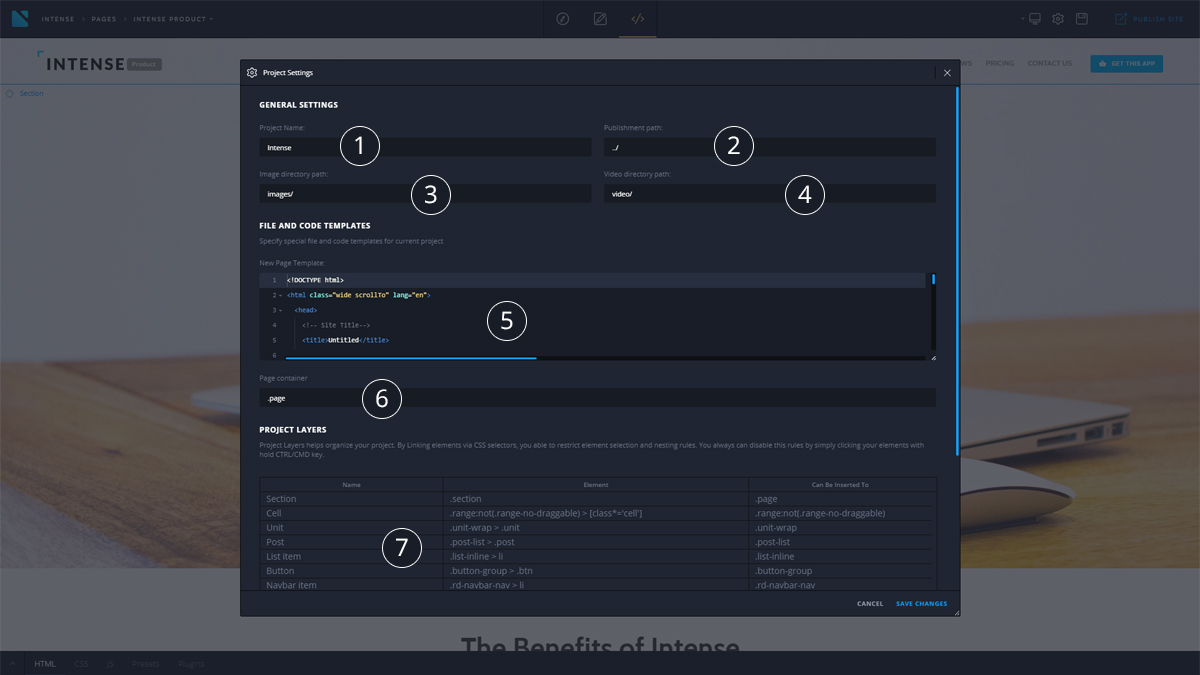 INTENSE > PAGES > INTENSE PRODUCT
</>
PUBLISH SITE
INTENSE Product
PRICING CONTACT US GET THIS APP
Section
Project Settings
GENERAL SETTINGS
Project Name: Publishment path:
Intense 1 ../ 2
Image directory path: Video directory path:
images/ 3 video/ 4
FILE AND CODE TEMPLATES
Specify special file and code templates for current project
New Page Template:
1 <!DOCTYPE html>
2 <html class="wide scrollTo" lang="en">
3 <head>
4 <!-- Site Title-->
5 <title>Untitled</title>
6
5
Page container
.page 6
PROJECT LAYERS
Project Layers helps organize your project. By Linking elements via CSS selectors, you able to restrict element selection and nesting rules. You always can disable this rules by simply clicking your elements with
hold CTRL/CMD key.
Name Element Can Be Inserted To
Section .section .page
Cell .range:not(.range-no-draggable) > [class*='cell'] .range:not(.range-no-draggable)
Unit .unit-wrap > .unit .unit-wrap
Post .post-list > .post .post-list
List item .list-inline > li .list-inline
Button .button-group > .btn .button-group
Navbar item .rd-navbar-nav > li .rd-navbar-nav
7
CANCEL SAVE CHANGES
The Benefits of Intense
HTML CSS JS Presets Plugins